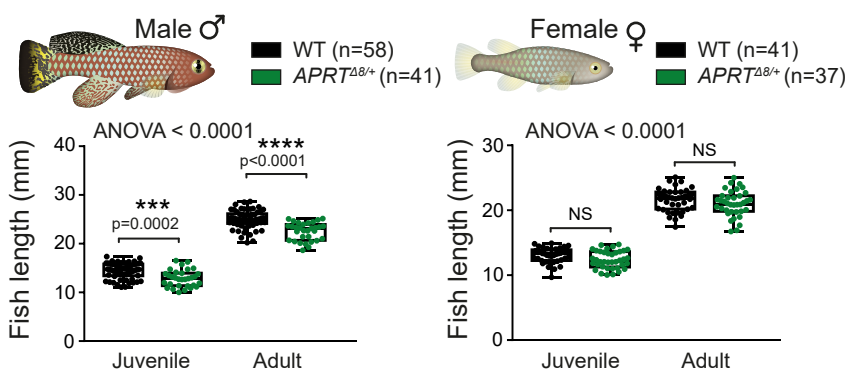 Male ♂
WT (n=58)
APRTΔ8/+ (n=41)
ANOVA < 0.0001
Fish length (mm)
40
30
20
10
0
***
p=0.0002
****
p<0.0001
Juvenile
Adult
Female ♀
WT (n=41)
APRTΔ8/+ (n=37)
ANOVA < 0.0001
Fish length (mm)
30
20
10
0
NS
NS
Juvenile
Adult